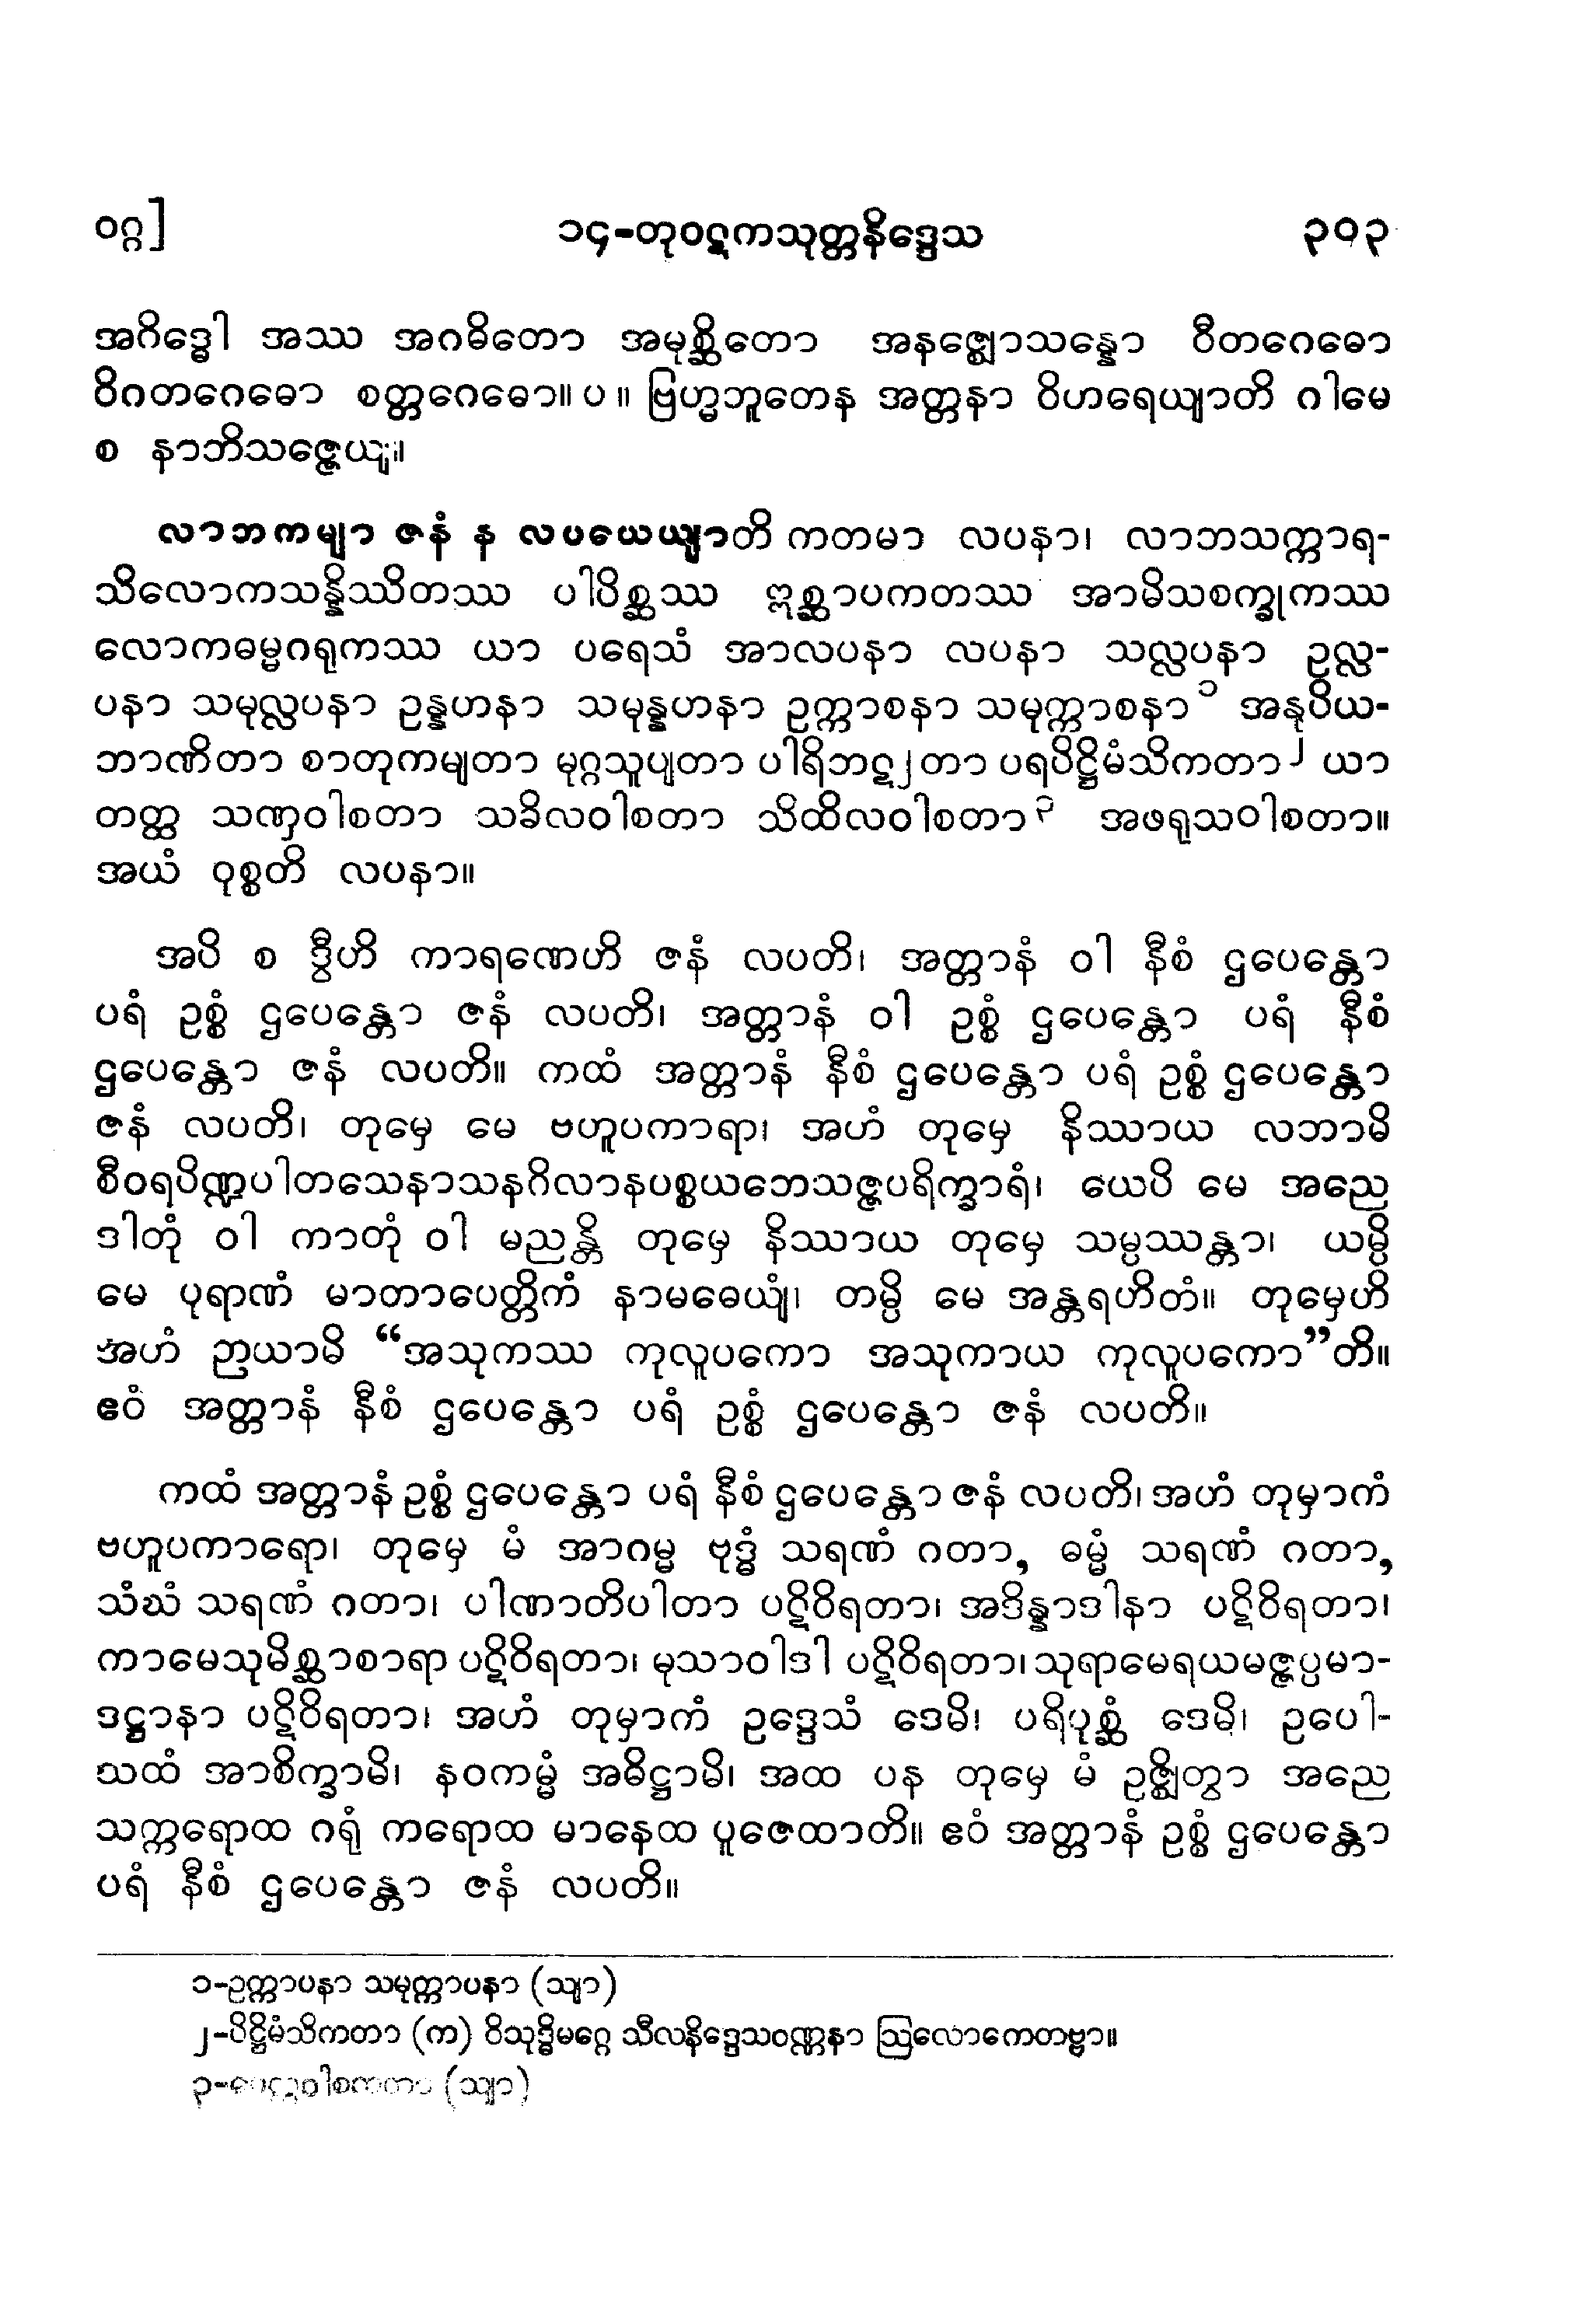 ဝဂ္ဂ] ၁၄-တုဝဋကသုတ္တနိဒ္ဒေသ ၃၀၃
အဂိဒ္ဓေါ အဿ အဂဓိတော အမုစ္ဆိတော အနဇ္ဈောသန္နော ဝီတဂေဓော
ဝိဂတဂေဓော စတ္တဂေဓော။ ပ ။ ဗြဟ္မဘူတေန အတ္တနာ ဝိဟရေယျာတိ ဂါမေ
စ နာဘိသဇ္ဇေယျ။
လာဘကမျာ ဇနံ န လပယေယျာတိ ကတမာ လပနာ၊ လာဘသက္ကာရ-
သိလောကသန္နိဿိတဿ ပါပိစ္ဆဿ ဣစ္ဆာပကတဿ အာမိသစက္ခုကဿ
လောကဓမ္မဂရုကဿ ယာ ပရေသံ အာလပနာ လပနာ သလ္လပနာ ဥလ္လ-
ပနာ သမုလ္လပနာ ဥန္နဟနာ သမုန္နဟနာ ဥက္ကာစနာ သမုက္ကာစနာ ၁ အနုပိယ-
ဘာဏိတာ စာတုကမျတာ မုဂ္ဂသူပျတာ ပါရိဘဋျတာ ပရပိဋ္ဌိမံသိကတာ ၂ ယာ
တတ္ထ သဏှဝါစတာ သခိလဝါစတာ သိထိလဝါစတာ ၃ အဖရုသဝါစတာ။
အယံ ဝုစ္စတိ လပနာ။
အပိ စ ဒွီဟိ ကာရဏေဟိ ဇနံ လပတိ၊ အတ္တာနံ ဝါ နီစံ ဌပေန္တော
ပရံ ဥစ္စံ ဌပေန္တော ဇနံ လပတိ၊ အတ္တာနံ ဝါ ဥစ္စံ ဌပေန္တော ပရံ နီစံ
ဌပေန္တော ဇနံ လပတိ။ ကထံ အတ္တာနံ နီစံ ဌပေန္တော ပရံ ဥစ္စံ ဌပေန္တော
ဇနံ လပတိ၊ တုမှေ မေ ဗဟူပကာရာ၊ အဟံ တုမှေ နိဿာယ လဘာမိ
စီဝရပိဏ္ဍပါတသေနာသနဂိလာနပစ္စယဘေသဇ္ဇပရိက္ခာရံ၊ ယေပိ မေ အညေ
ဒါတုံ ဝါ ကာတုံ ဝါ မညန္တိ တုမှေ နိဿာယ တုမှေ သမ္ပဿန္တာ၊ ယမ္ပိ
မေ ပုရာဏံ မာတာပေတ္တိကံ နာမဓေယျံ၊ တမ္ပိ မေ အန္တရဟိတံ။ တုမှေဟိ
အဟံ ဉာယာမိ “အသုကဿ ကုလူပကော အသုကာယ ကုလူပကော”တိ။
ဧဝံ အတ္တာနံ နီစံ ဌပေန္တော ပရံ ဥစ္စံ ဌပေန္တော ဇနံ လပတိ။
ကထံ အတ္တာနံ ဥစ္စံ ဌပေန္တော ပရံ နီစံ ဌပေန္တော ဇနံ လပတိ၊ အဟံ တုမှာကံ
ဗဟူပကာရော၊ တုမှေ မံ အာဂမ္မ ဗုဒ္ဓံ သရဏံ ဂတာ, ဓမ္မံ သရဏံ ဂတာ,
သံဃံ သရဏံ ဂတာ၊ ပါဏာတိပါတာ ပဋိဝိရတာ၊ အဒိန္နာဒါနာ ပဋိဝိရတာ၊
ကာမေသုမိစ္ဆာစာရာ ပဋိဝိရတာ၊ မုသာဝါဒါ ပဋိဝိရတာ၊ သုရာမေရယမဇ္ဇပ္ပမာ-
ဒဋ္ဌာနာ ပဋိဝိရတာ၊ အဟံ တုမှာကံ ဥဒ္ဒေသံ ဒေမိ၊ ပရိပုစ္ဆံ ဒေမိ၊ ဥပေါ-
သထံ အာစိက္ခာမိ၊ နဝကမ္မံ အဓိဋ္ဌာမိ၊ အထ ပန တုမှေ မံ ဥဇ္ဈိတွာ အညေ
သက္ကရောထ ဂရုံ ကရောထ မာနေထ ပူဇေထာတိ။ ဧဝံ အတ္တာနံ ဥစ္စံ ဌပေန္တော
ပရံ နီစံ ဌပေန္တော ဇနံ လပတိ။
၁-ဥက္ကာပနာ သမုက္ကာပနာ (သျာ)
၂-ပိဋ္ဌိမံသိကတာ (က) ဝိသုဒ္ဓိမဂ္ဂေ သီလနိဒ္ဒေသဝဏ္ဏနာ ဩလောကေတဗ္ဗာ။
၃- (သျာ)